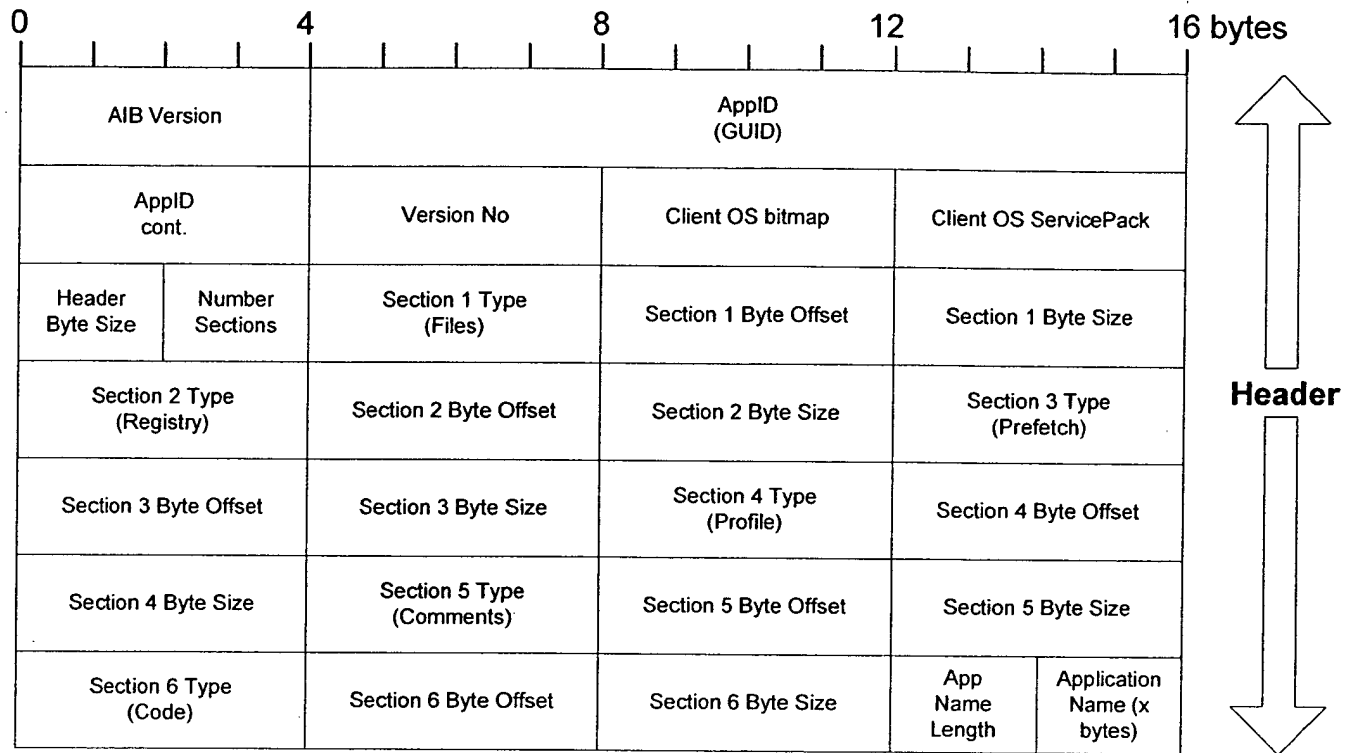 0 4 8 12 16 bytes
AIB Version
AppID
(GUID)
AppID
cont.
Version No
Client OS bitmap
Client OS ServicePack
Header
Byte Size
Number
Sections
Section 1 Type
(Files)
Section 1 Byte Offset
Section 1 Byte Size
Section 2 Type
(Registry)
Section 2 Byte Offset
Section 2 Byte Size
Section 3 Type
(Prefetch)
Header
Section 3 Byte Offset
Section 3 Byte Size
Section 4 Type
(Profile)
Section 4 Byte Offset
Section 4 Byte Size
Section 5 Type
(Comments)
Section 5 Byte Offset
Section 5 Byte Size
Section 6 Type
(Code)
Section 6 Byte Offset
Section 6 Byte Size
App
Name
Length
Application
Name (x
bytes)